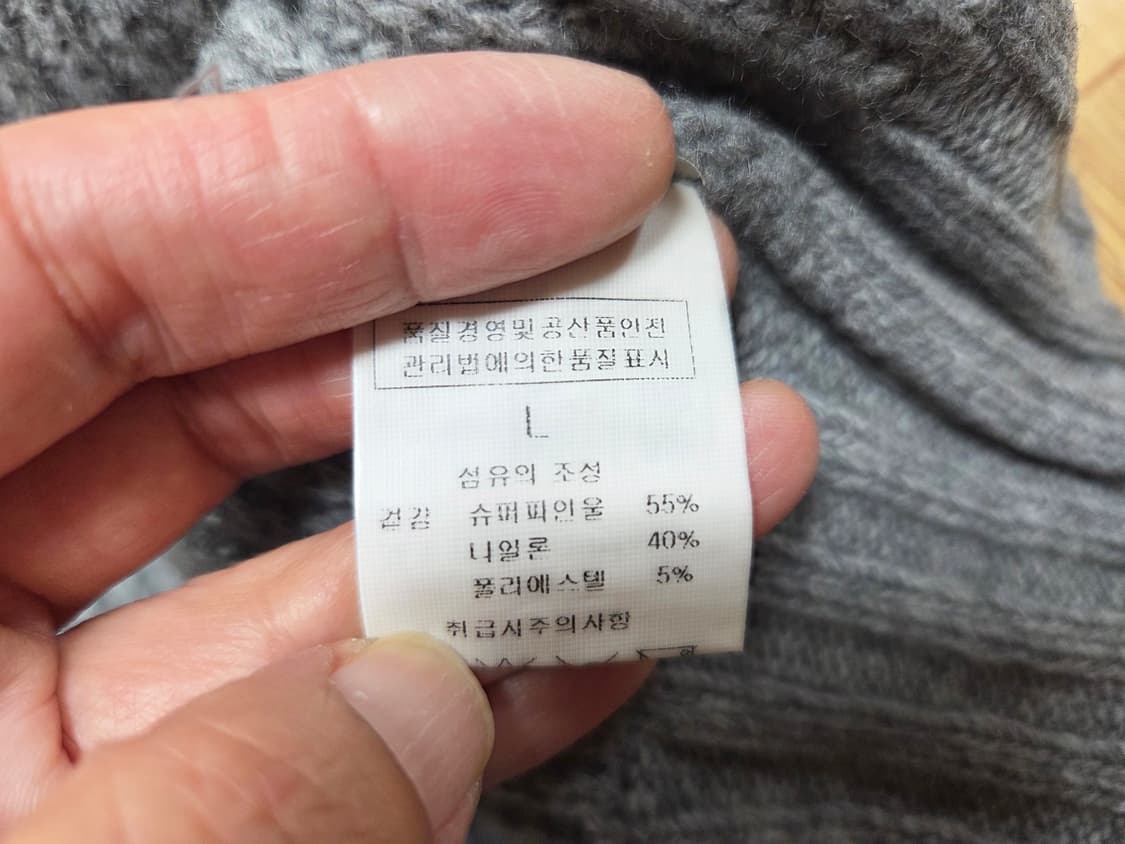 품질경영및공산품안전
관리법에의한품질표시
L
섬유의 조성
겉감 슈퍼파인울 55%
나일론 40%
폴리에스텔 5%
취급시주의사항